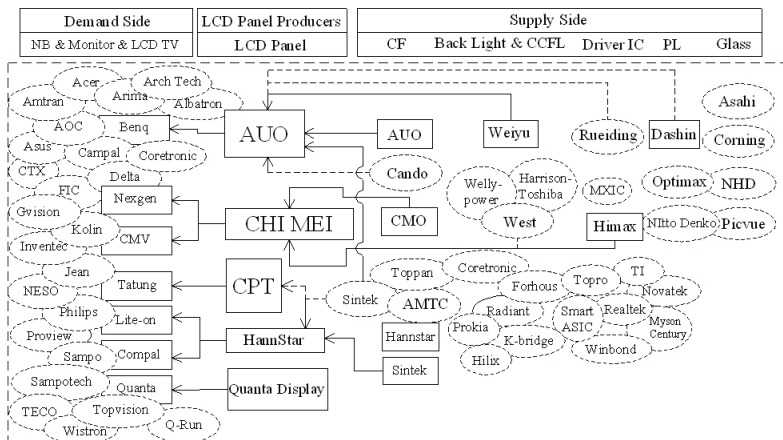 Demand Side
NB & Monitor & LCD TV
LCD Panel Producers
LCD Panel
Supply Side
CF Back Light & CCFL Driver IC PL Glass
Acer
Arch Tech
Amtran
Arima
Albatron
AOC
Benq
Asus
Campal
Coretronic
CTX
Delta
FIC
Nexgen
Gvision
Kolin
CMV
Inventec
Jean
Tatung
NESO
Philips
Lite-on
Proview
Sampo
Compal
Sampotech
Quanta
TECO
Topvision
Wistron
Q-Run
AUO
CHI MEI
CPT
HannStar
Quanta Display
AUO
Cando
CMO
Sintek
Toppan
AMTC
Hannstar
Sintek
Weiyu
Welly-
power
Harrison-
Toshiba
West
Coretronic
Forhous
Radiant
Prokia
K-bridge
Hilix
Rueiding
MXIC
Himax
Topro
TI
Novatek
Smart
ASIC
Realtek
Myson
Century
Winbond
Dashin
Optimax
NItto Denko
Asahi
Corning
NHD
Picvue